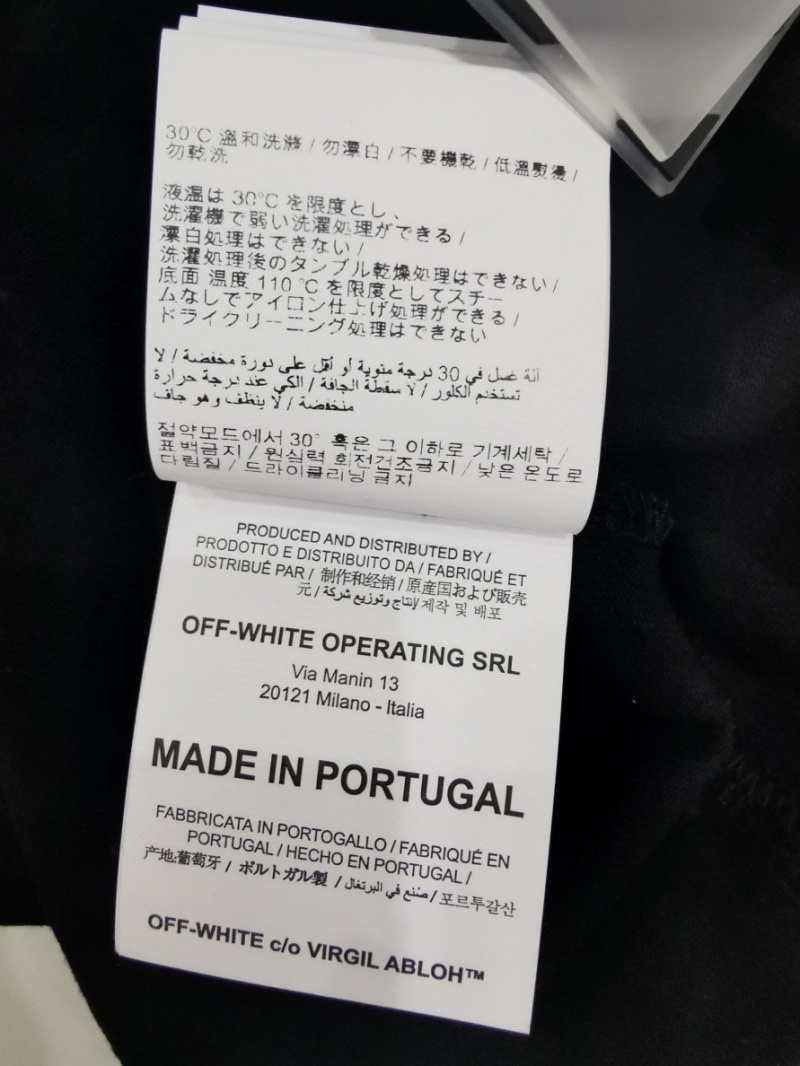 30°C 溫和洗滌 / 勿漂白 / 不要機乾 / 低溫熨燙 /
勿乾洗
液温は 30°C を限度とし、
洗濯機で弱い洗濯処理ができる /
漂白処理はできない /
洗濯処理後のタンブル乾燥処理はできない /
底面 温度 110 °C を限度としてスチー
ムなしでアイロン仕上げ処理ができる /
ドライクリーニング処理はできない
آلة غسل في 30 درجة مئوية أو أقل على دورة مخفضة / لا
تستخدم الكلور / لا سقطة الجافة / الكي عند درجة حرارة
منخفضة / لا ينظف وهو جاف
절약모드에서 30° 혹은 그 이하로 기계세탁 /
표백금지 / 원심력 회전건조금지 / 낮은 온도로
다림질 / 드라이클리닝 금지
PRODUCED AND DISTRIBUTED BY /
PRODOTTO E DISTRIBUITO DA / FABRIQUÉ ET
DISTRIBUÉ PAR / 制作和经销 / 原産国および販売
元 / إنتاج وتوزيع شركة / 제작 및 배포
OFF-WHITE OPERATING SRL
Via Manin 13
20121 Milano - Italia
MADE IN PORTUGAL
FABBRICATA IN PORTOGALLO / FABRIQUÉ EN
PORTUGAL / HECHO EN PORTUGAL /
产地:葡萄牙 / ポルトガル製 / صُنع في البرتغال / 포르투갈산
OFF-WHITE c/o VIRGIL ABLOH™